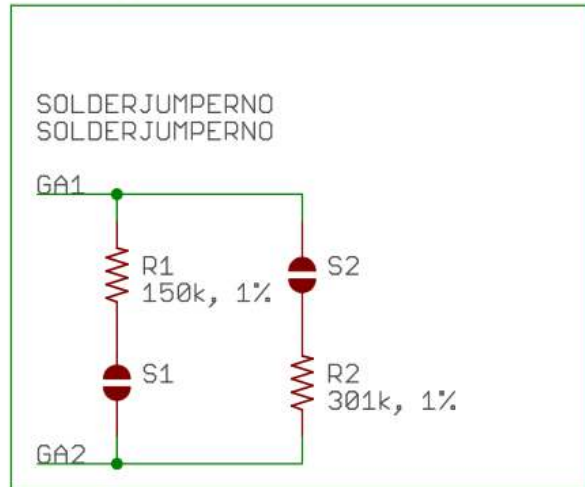 SOLDERJUMPERNO
SOLDERJUMPERNO
GA1
R1
150k, 1%
S2
S1
R2
301k, 1%
GA2